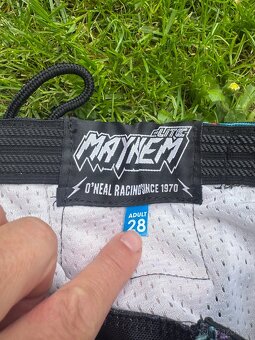 LITE
MAYHEM
O'NEAL RACING SINCE 1970
ADULT
28